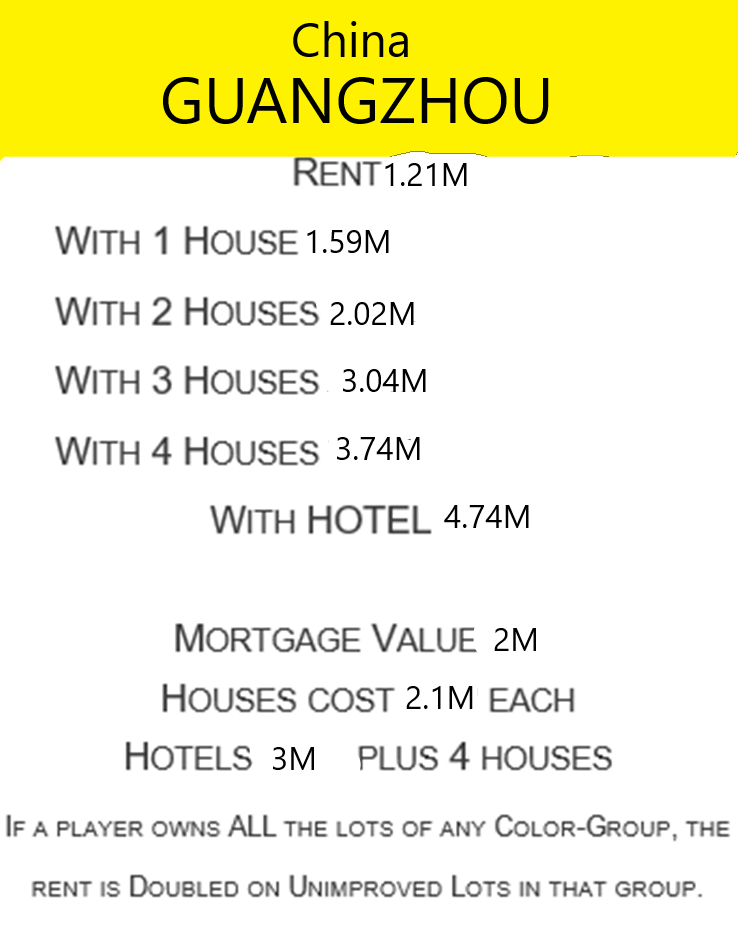 China
GUANGZHOU
RENT 1.21M
WITH 1 HOUSE 1.59M
WITH 2 HOUSES 2.02M
WITH 3 HOUSES 3.04M
WITH 4 HOUSES 3.74M
WITH HOTEL 4.74M
MORTGAGE VALUE 2M
HOUSES COST 2.1M EACH
HOTELS 3M PLUS 4 HOUSES
IF A PLAYER OWNS ALL THE LOTS OF ANY COLOR-GROUP, THE
RENT IS DOUBLED ON UNIMPROVED LOTS IN THAT GROUP.